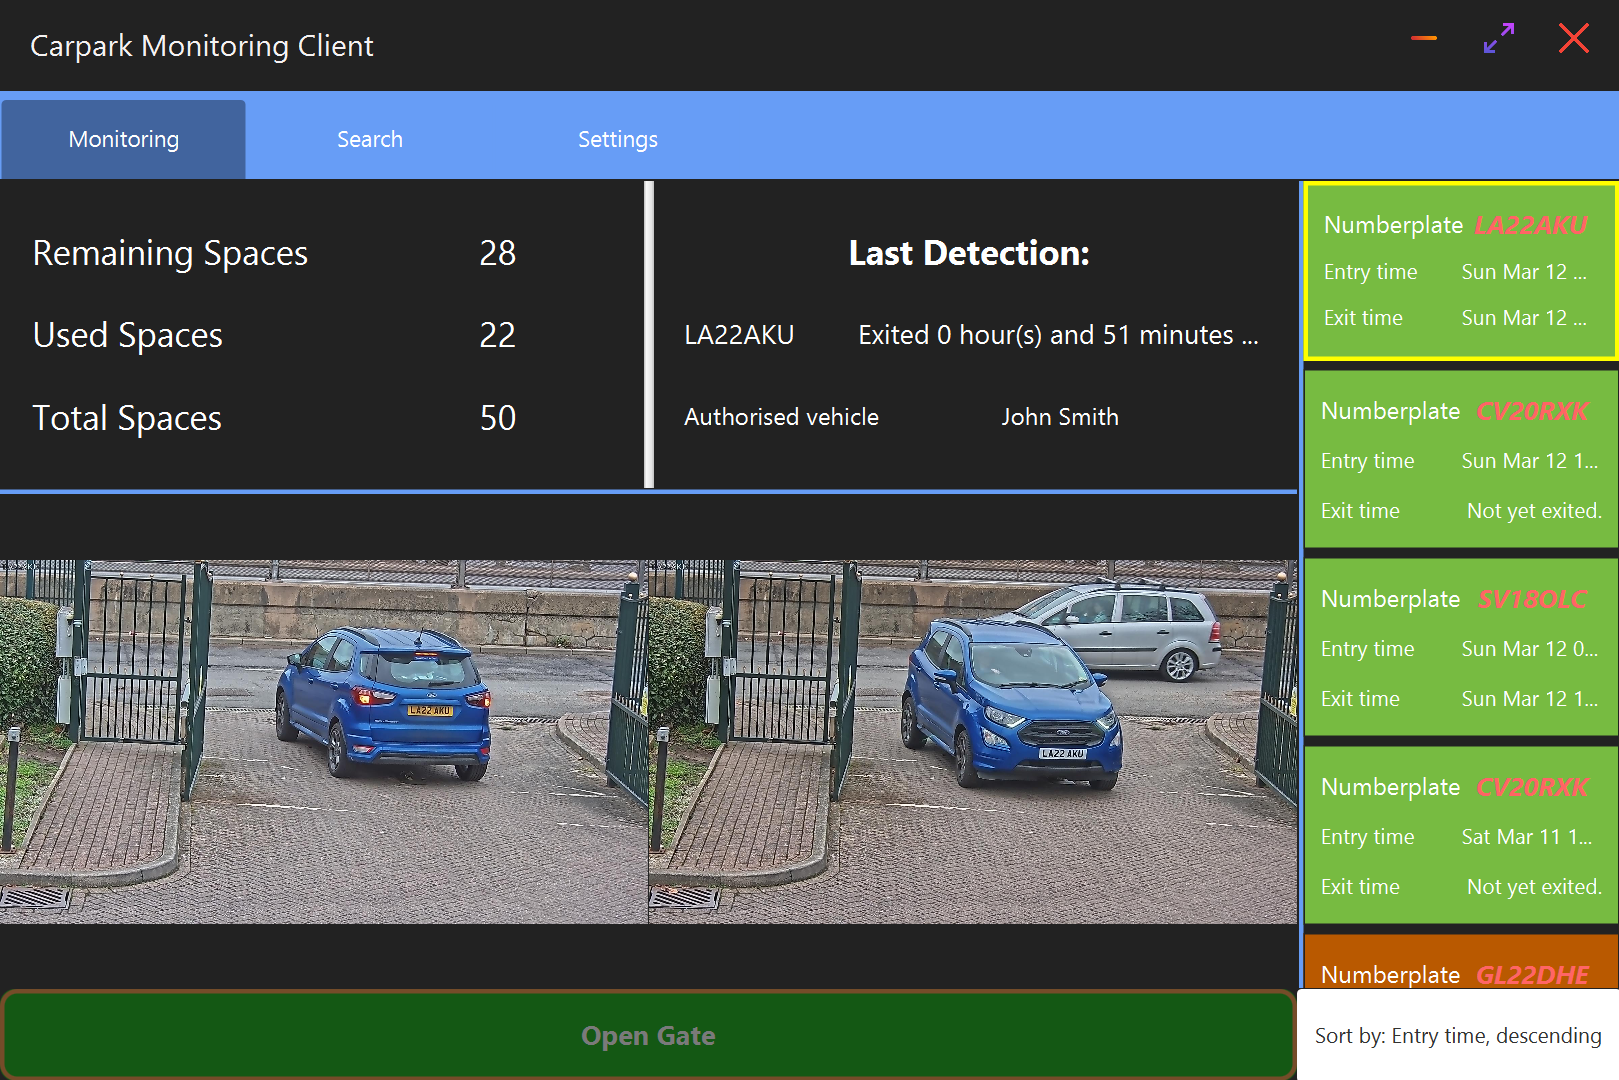 Carpark Monitoring Client
Monitoring
Search
Settings
Remaining Spaces 28
Used Spaces 22
Total Spaces 50
Last Detection:
LA22AKU Exited 0 hour(s) and 51 minutes ...
Authorised vehicle John Smith
LA22 AKU
LA22 AKU
Open Gate
Numberplate LA22AKU
Entry time Sun Mar 12 ...
Exit time Sun Mar 12 ...
Numberplate CV20RXK
Entry time Sun Mar 12 1...
Exit time Not yet exited.
Numberplate SV18OLC
Entry time Sun Mar 12 0...
Exit time Sun Mar 12 1...
Numberplate CV20RXK
Entry time Sat Mar 11 1...
Exit time Not yet exited.
Numberplate GL22DHE
Sort by: Entry time, descending